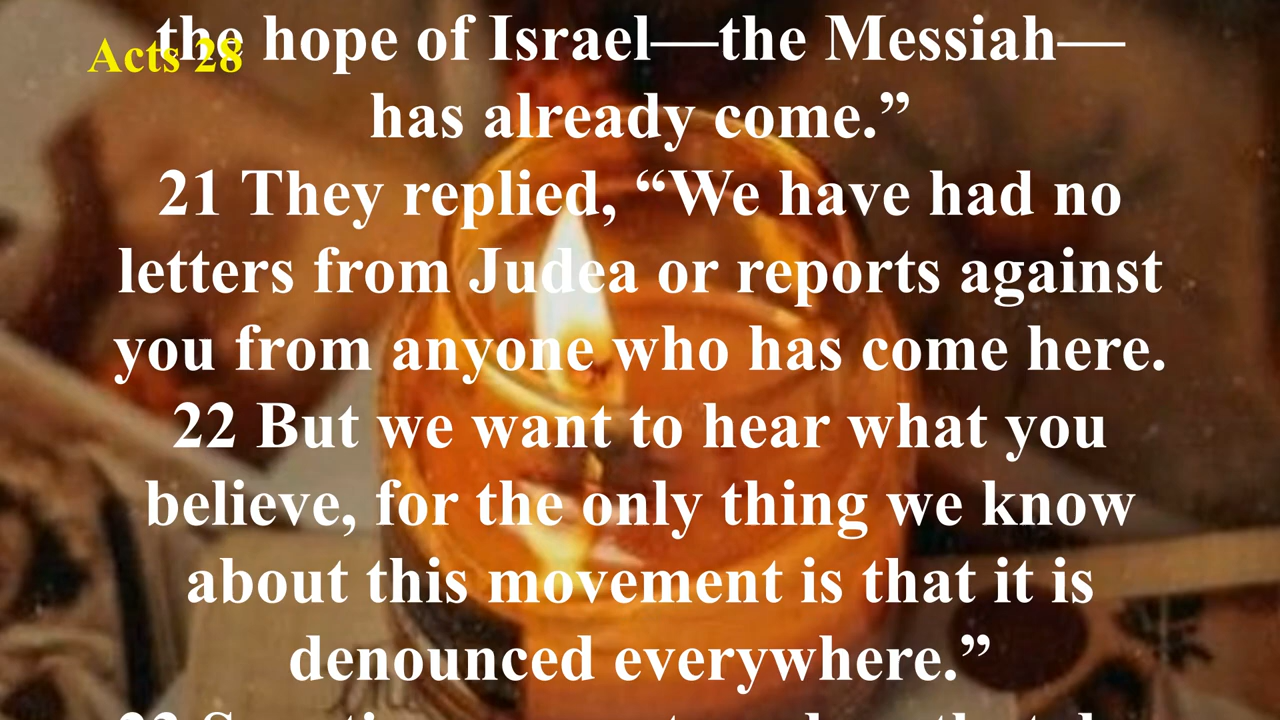 Acts 28
the hope of Israel—the Messiah—
has already come.”
21 They replied, “We have had no
letters from Judea or reports against
you from anyone who has come here.
22 But we want to hear what you
believe, for the only thing we know
about this movement is that it is
denounced everywhere.”